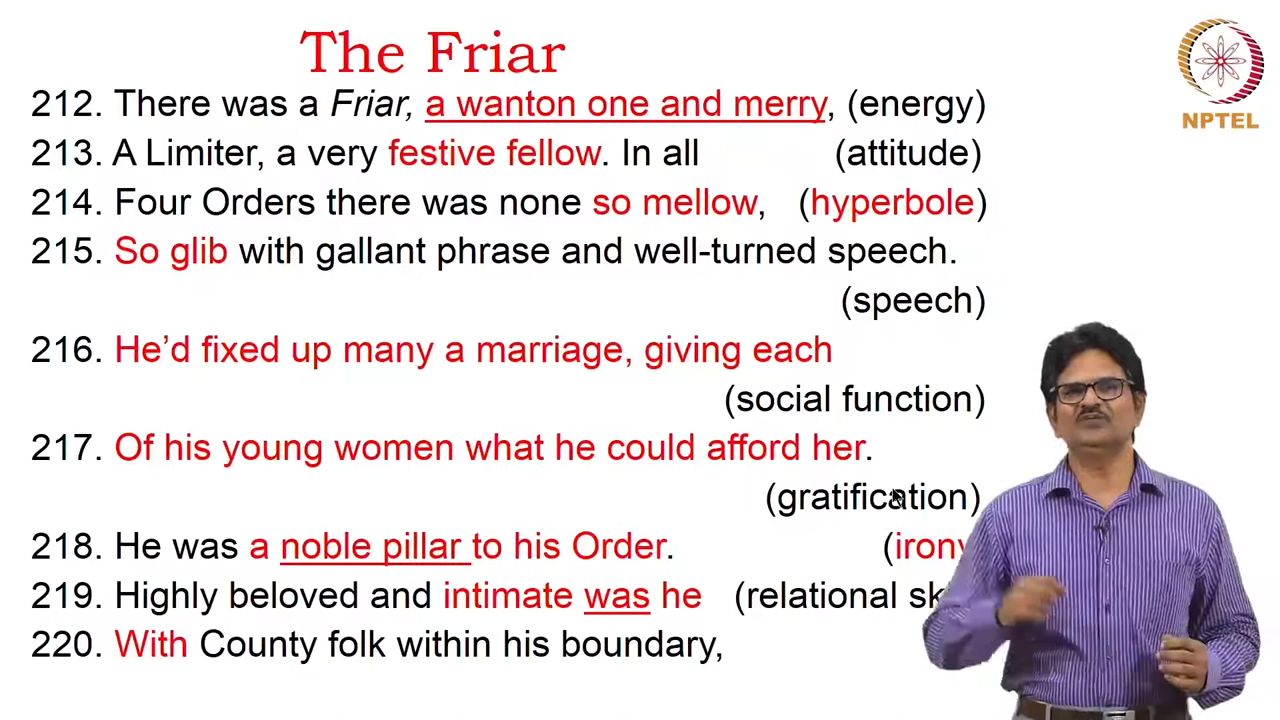 The Friar
NPTEL
212. There was a Friar, a wanton one and merry, (energy)
213. A Limiter, a very festive fellow. In all (attitude)
214. Four Orders there was none so mellow, (hyperbole)
215. So glib with gallant phrase and well-turned speech.
(speech)
216. He’d fixed up many a marriage, giving each
(social function)
217. Of his young women what he could afford her.
(gratification)
218. He was a noble pillar to his Order. (irony
219. Highly beloved and intimate was he (relational
220. With County folk within his boundary,